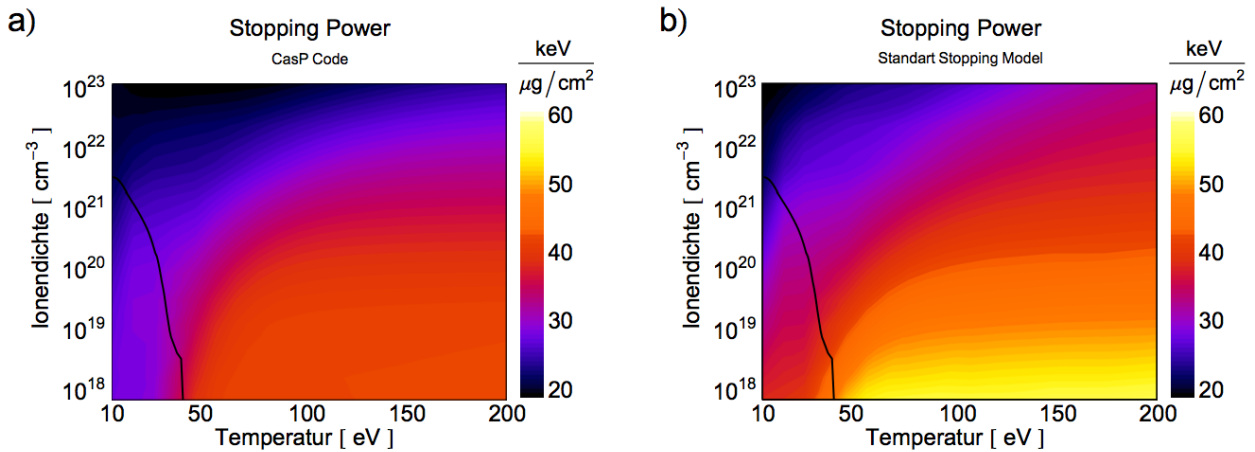 a)
Stopping Power
CasP Code
keV
μg/cm²
Ionendichte [ cm⁻³ ]
10²³
10²²
10²¹
10²⁰
10¹⁹
10¹⁸
10 50 100 150 200
Temperatur [ eV ]
60
50
40
30
20
b)
Stopping Power
Standart Stopping Model
keV
μg/cm²
Ionendichte [ cm⁻³ ]
10²³
10²²
10²¹
10²⁰
10¹⁹
10¹⁸
10 50 100 150 200
Temperatur [ eV ]
60
50
40
30
20